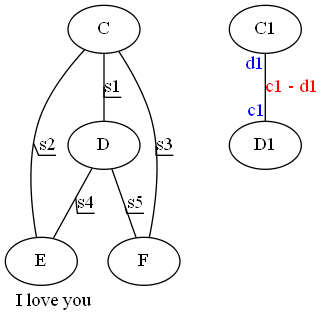 C C1
d1
s1 c1 - d1
c1
s2 D s3 D1
s4 s5
E F
I love you